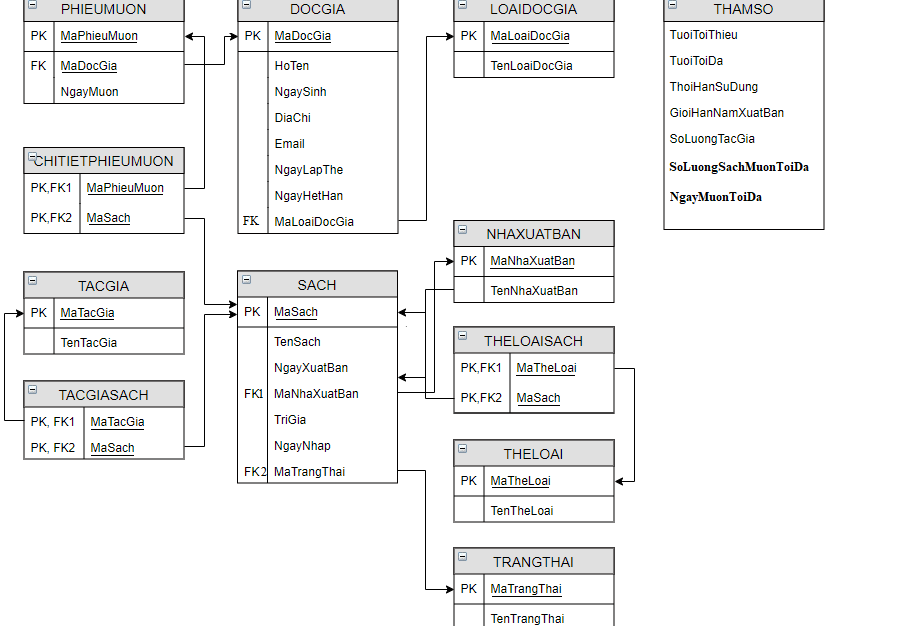 PHIEUMUON
PK MaPhieuMuon
FK MaDocGia
NgayMuon
CHITIETPHIEUMUON
PK,FK1 MaPhieuMuon
PK,FK2 MaSach
TACGIA
PK MaTacGia
TenTacGia
TACGIASACH
PK, FK1 MaTacGia
PK, FK2 MaSach
DOCGIA
PK MaDocGia
HoTen
NgaySinh
DiaChi
Email
NgayLapThe
NgayHetHan
FK MaLoaiDocGia
SACH
PK MaSach
TenSach
NgayXuatBan
FK1 MaNhaXuatBan
TriGia
NgayNhap
FK2 MaTrangThai
LOAIDOCGIA
PK MaLoaiDocGia
TenLoaiDocGia
NHAXUATBAN
PK MaNhaXuatBan
TenNhaXuatBan
THELOAISACH
PK,FK1 MaTheLoai
PK,FK2 MaSach
THELOAI
PK MaTheLoai
TenTheLoai
TRANGTHAI
PK MaTrangThai
TenTrangThai
THAMSO
TuoiToiThieu
TuoiToiDa
ThoiHanSuDung
GioiHanNamXuatBan
SoLuongTacGia
SoLuongSachMuonToiDa
NgayMuonToiDa